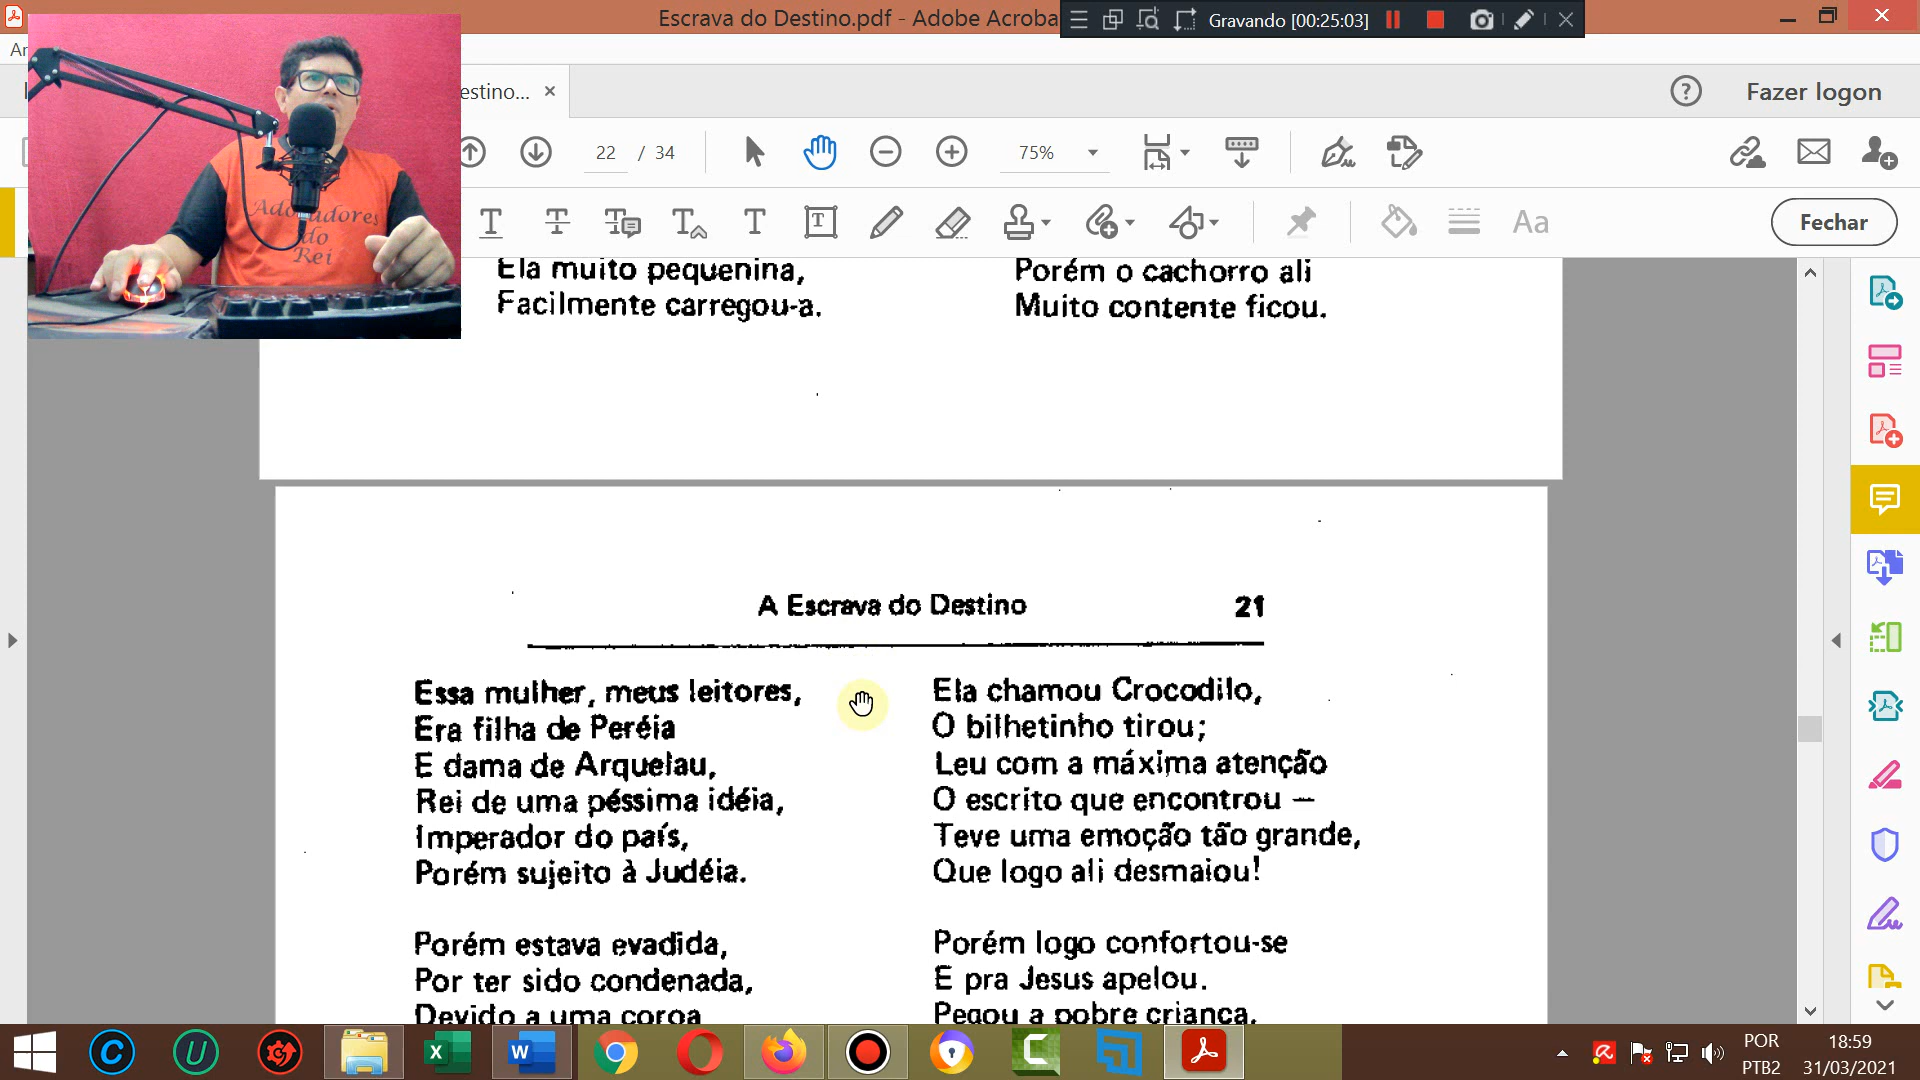 Escrava do Destino.pdf - Adobe Acroba
Gravando [00:25:03]
estino...
Fazer logon
22 / 34
75%
Fechar
Adoradores
do
Rei
Ela muito pequenina,
Facilmente carregou-a.
Porém o cachorro ali
Muito contente ficou.
A Escrava do Destino 21
Essa mulher, meus leitores,
Era filha de Peréia
E dama de Arquelau,
Rei de uma péssima idéia,
Imperador do país,
Porém sujeito à Judéia.
Porém estava evadida,
Por ter sido condenada,
Devido a uma coroa
Ela chamou Crocodilo,
O bilhetinho tirou;
Leu com a máxima atenção
O escrito que encontrou —
Teve uma emoção tão grande,
Que logo ali desmaiou!
Porém logo confortou-se
E pra Jesus apelou.
Pegou a pobre criança,
POR
PTB2
18:59
31/03/2021